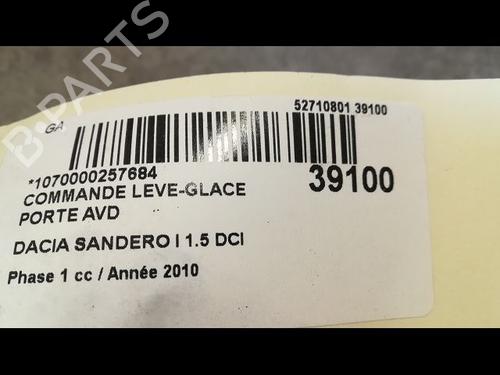 B-PARTS
52710801 39100
GA
*1070000257684
39100
COMMANDE LEVE-GLACE
PORTE AVD
DACIA SANDERO I 1.5 DCI
Phase 1 cc / Année 2010